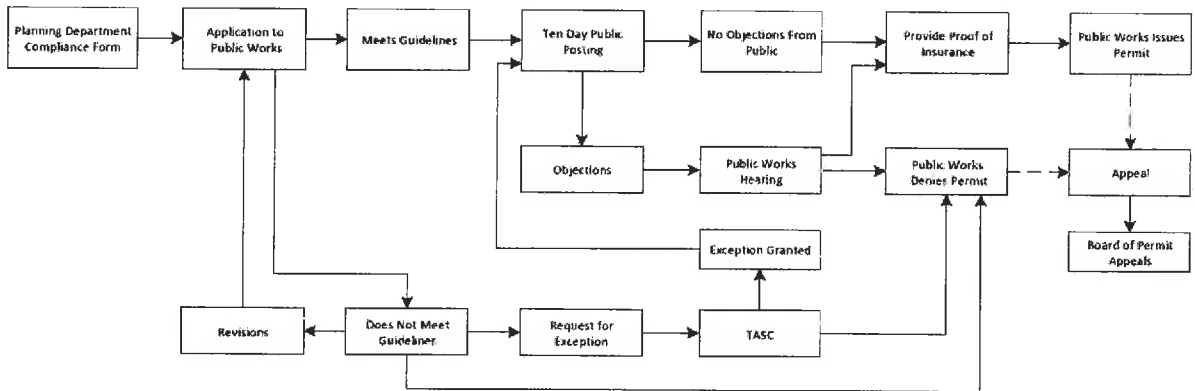 Planning Department
Compliance Form
Application to
Public Works
Meets Guidelines
Ten Day Public
Posting
No Objections From
Public
Provide Proof of
Insurance
Public Works Issues
Permit
Objections
Public Works
Hearing
Public Works
Denies Permit
Appeal
Exception Granted
Board of Permit
Appeals
Revisions
Does Not Meet
Guidelines
Request for
Exception
TASC